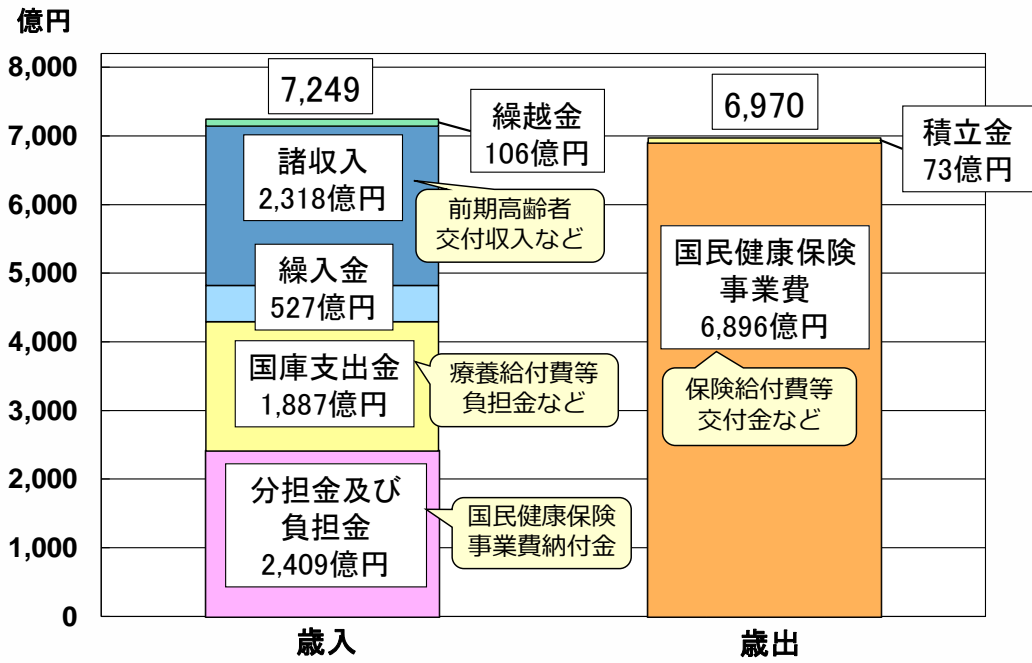 億円
8,000
7,000
6,000
5,000
4,000
3,000
2,000
1,000
0
7,249
繰越金
106億円
諸収入
2,318億円
前期高齢者
交付収入など
繰入金
527億円
国庫支出金
1,887億円
療養給付費等
負担金など
分担金及び
負担金
2,409億円
国民健康保険
事業費納付金
歳入
6,970
積立金
73億円
国民健康保険
事業費
6,896億円
保険給付費等
交付金など
歳出